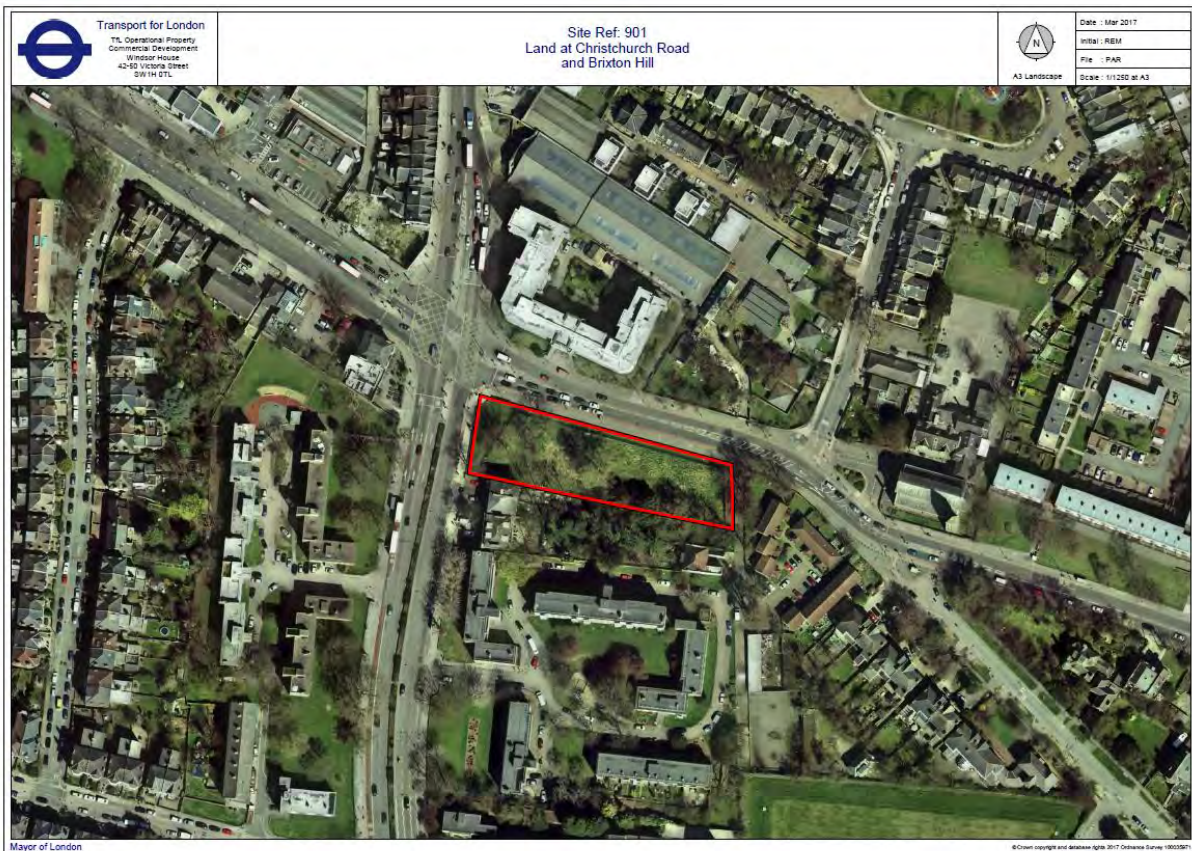 Transport for London
TfL Operational Property
Commercial Development
Windsor House
42-50 Victoria Street
SW1H 0TL
Site Ref: 901
Land at Christchurch Road
and Brixton Hill
N
A3 Landscape
Date : Mar 2017
Initial : REM
File : PAR
Scale : 1/1250 at A3
Mayor of London
© Crown copyright and database rights 2017 Ordnance Survey 100035971